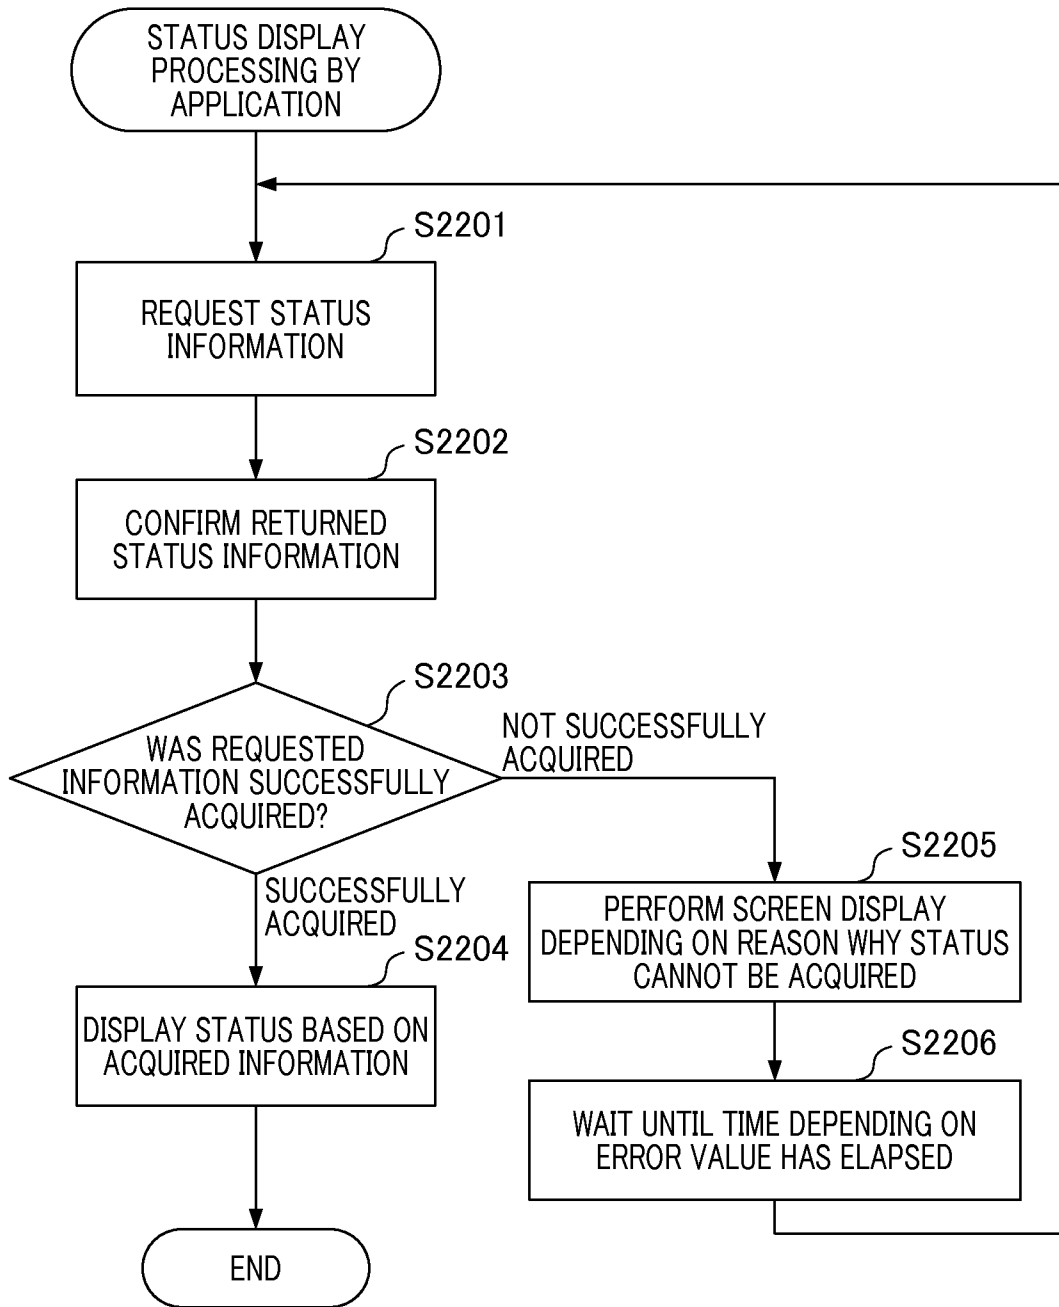 STATUS DISPLAY
PROCESSING BY
APPLICATION
S2201
REQUEST STATUS
INFORMATION
S2202
CONFIRM RETURNED
STATUS INFORMATION
S2203
WAS REQUESTED
INFORMATION SUCCESSFULLY
ACQUIRED?
NOT SUCCESSFULLY
ACQUIRED
SUCCESSFULLY
ACQUIRED
S2204
DISPLAY STATUS BASED ON
ACQUIRED INFORMATION
S2205
PERFORM SCREEN DISPLAY
DEPENDING ON REASON WHY STATUS
CANNOT BE ACQUIRED
S2206
WAIT UNTIL TIME DEPENDING ON
ERROR VALUE HAS ELAPSED
END